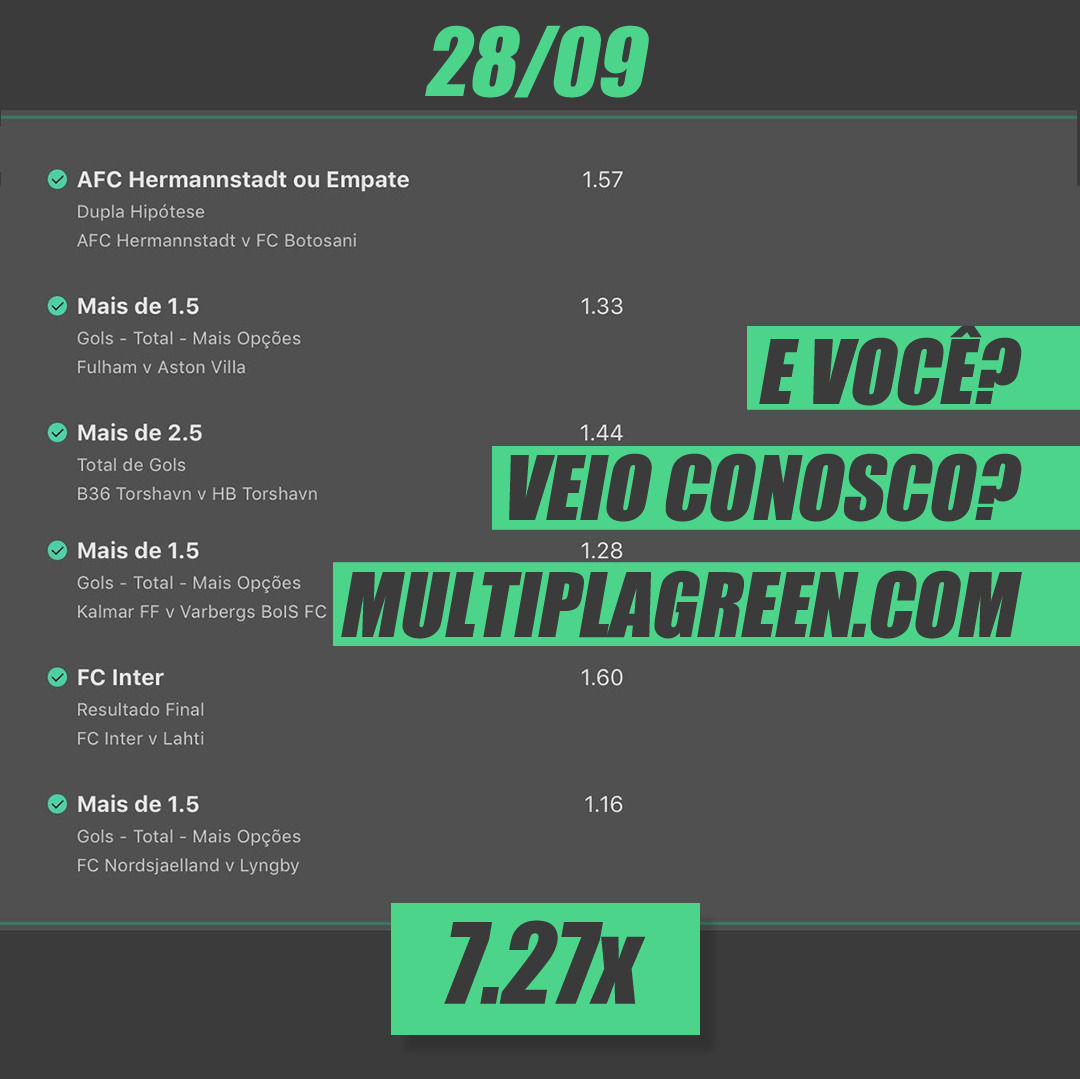 28/09
AFC Hermannstadt ou Empate 1.57
Dupla Hipótese
AFC Hermannstadt v FC Botosani
Mais de 1.5 1.33
Gols - Total - Mais Opções
Fulham v Aston Villa
E VOCÊ?
Mais de 2.5 1.44
Total de Gols
B36 Torshavn v HB Torshavn
VEIO CONOSCO?
Mais de 1.5 1.28
Gols - Total - Mais Opções
Kalmar FF v Varbergs BoIS FC
MULTIPLAGREEN.COM
FC Inter 1.60
Resultado Final
FC Inter v Lahti
Mais de 1.5 1.16
Gols - Total - Mais Opções
FC Nordsjaelland v Lyngby
7.27x